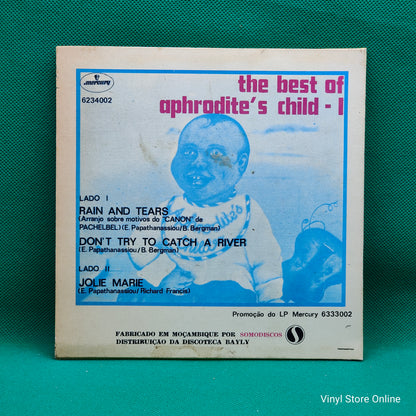 mercury
6234002
the best of
aphrodite's child - I
LADO I
RAIN AND TEARS
(Arranjo sobre motivos do "CANON" de
PACHELBEL) (E. Papathanassiou/B. Bergman)
DON'T TRY TO CATCH A RIVER
(E. Papathanassiou/B. Bergman)
LADO II
JOLIE MARIE
(E. Papathanassiou/Richard Francis)
Promoção do LP Mercury 6333002
FABRICADO EM MOÇAMBIQUE POR SOMODISCOS
DISTRIBUIÇÃO DA DISCOTECA BAYLY
S
Vinyl Store Online